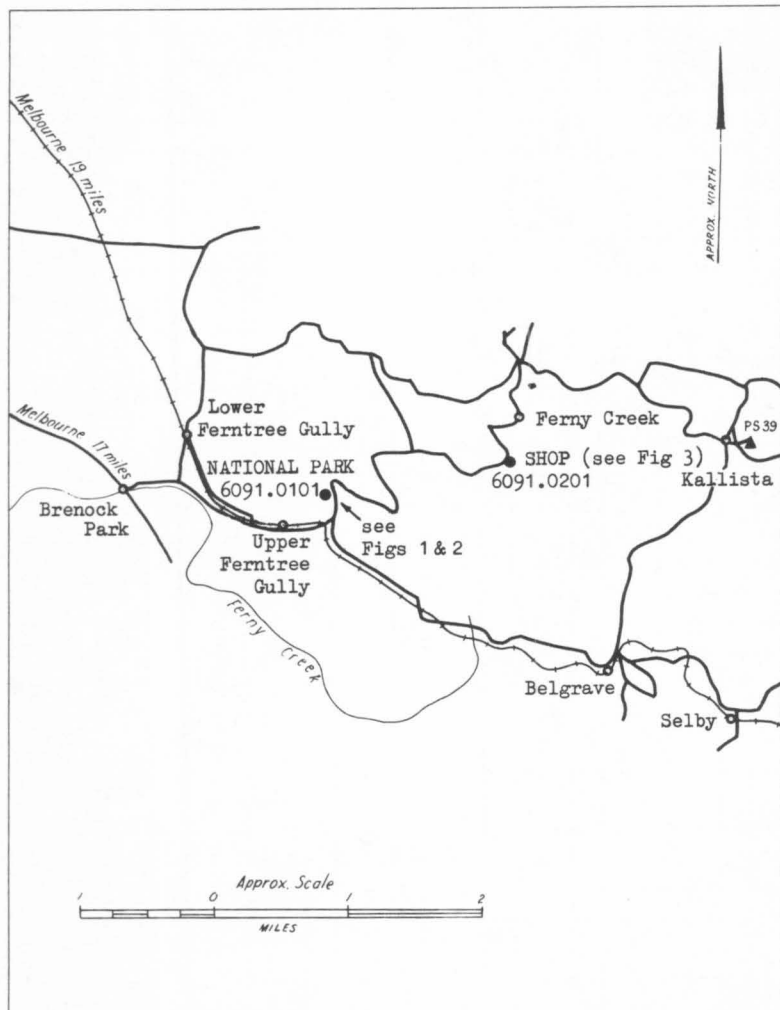 Melbourne 19 miles
APPROX. NORTH
Lower
Ferntree Gully
Ferny Creek
PS 39
Melbourne 17 miles
NATIONAL PARK
6091.0101
SHOP (see Fig 3)
6091.0201
Kallista
Brenock
Park
see
Figs 1 & 2
Upper
Ferntree
Gully
Ferny Creek
Belgrave
Selby
Approx. Scale
1 0 1 2
MILES